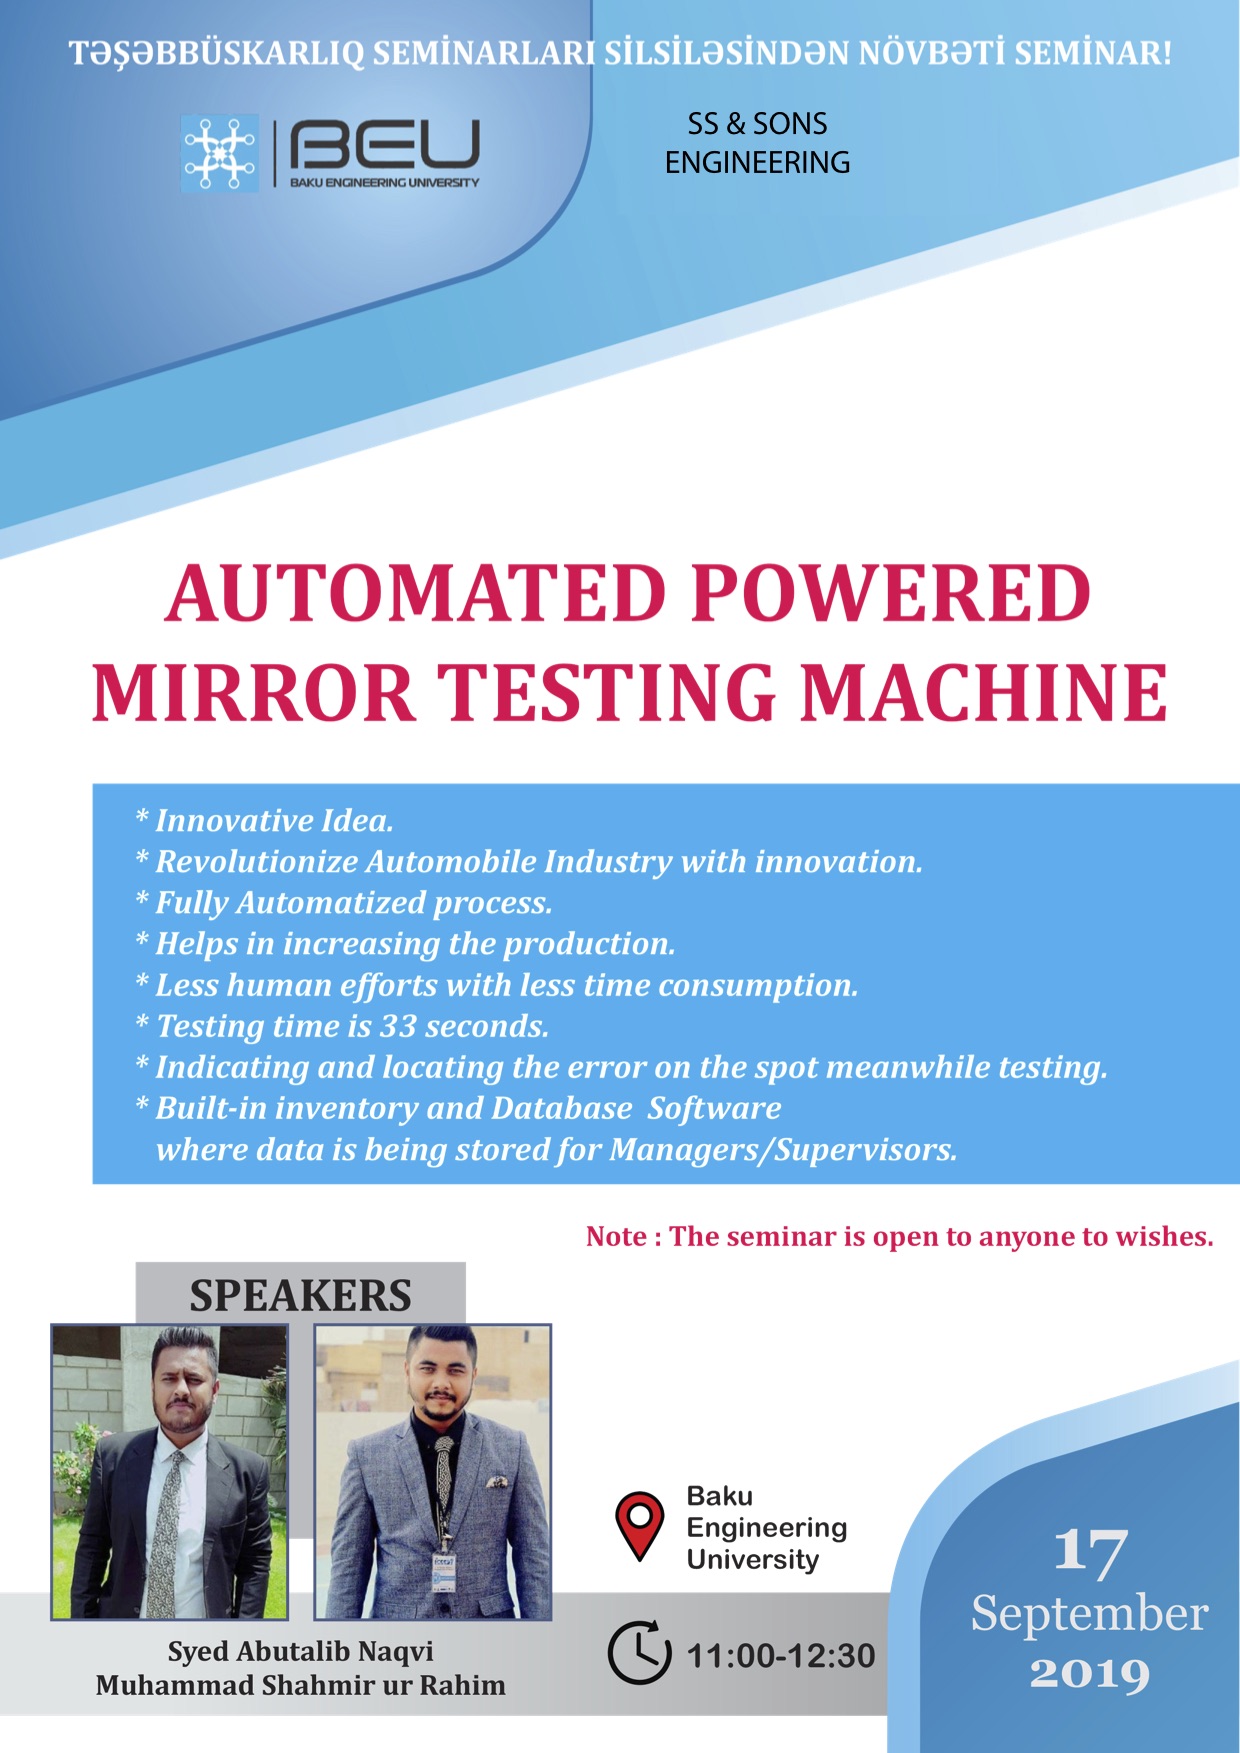 TƏŞƏBBÜSKARLIQ SEMİNARLARI SİLSİLƏSİNDƏN NÖVBƏTİ SEMİNAR!
BEU
BAKU ENGINEERING UNIVERSITY
SS & SONS
ENGINEERING
AUTOMATED POWERED
MIRROR TESTING MACHINE
* Innovative Idea.
* Revolutionize Automobile Industry with innovation.
* Fully Automatized process.
* Helps in increasing the production.
* Less human efforts with less time consumption.
* Testing time is 33 seconds.
* Indicating and locating the error on the spot meanwhile testing.
* Built-in inventory and Database Software
where data is being stored for Managers/Supervisors.
Note : The seminar is open to anyone to wishes.
SPEAKERS
Syed Abutalib Naqvi
Muhammad Shahmir ur Rahim
Baku
Engineering
University
11:00-12:30
17
September
2019